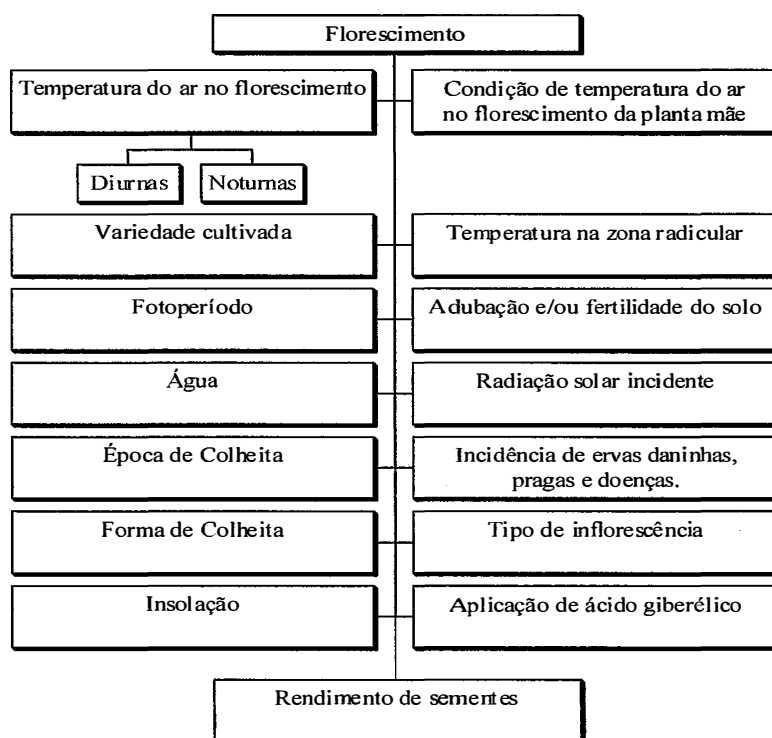 Florescimento
Temperatura do ar no florescimento
Condição de temperatura do ar
no florescimento da planta mãe
Diurnas
Noturnas
Variedade cultivada
Temperatura na zona radicular
Fotoperíodo
Adubação e/ou fertilidade do solo
Água
Radiação solar incidente
Época de Colheita
Incidência de ervas daninhas,
pragas e doenças.
Forma de Colheita
Tipo de inflorescência
Insolação
Aplicação de ácido giberélico
Rendimento de sementes